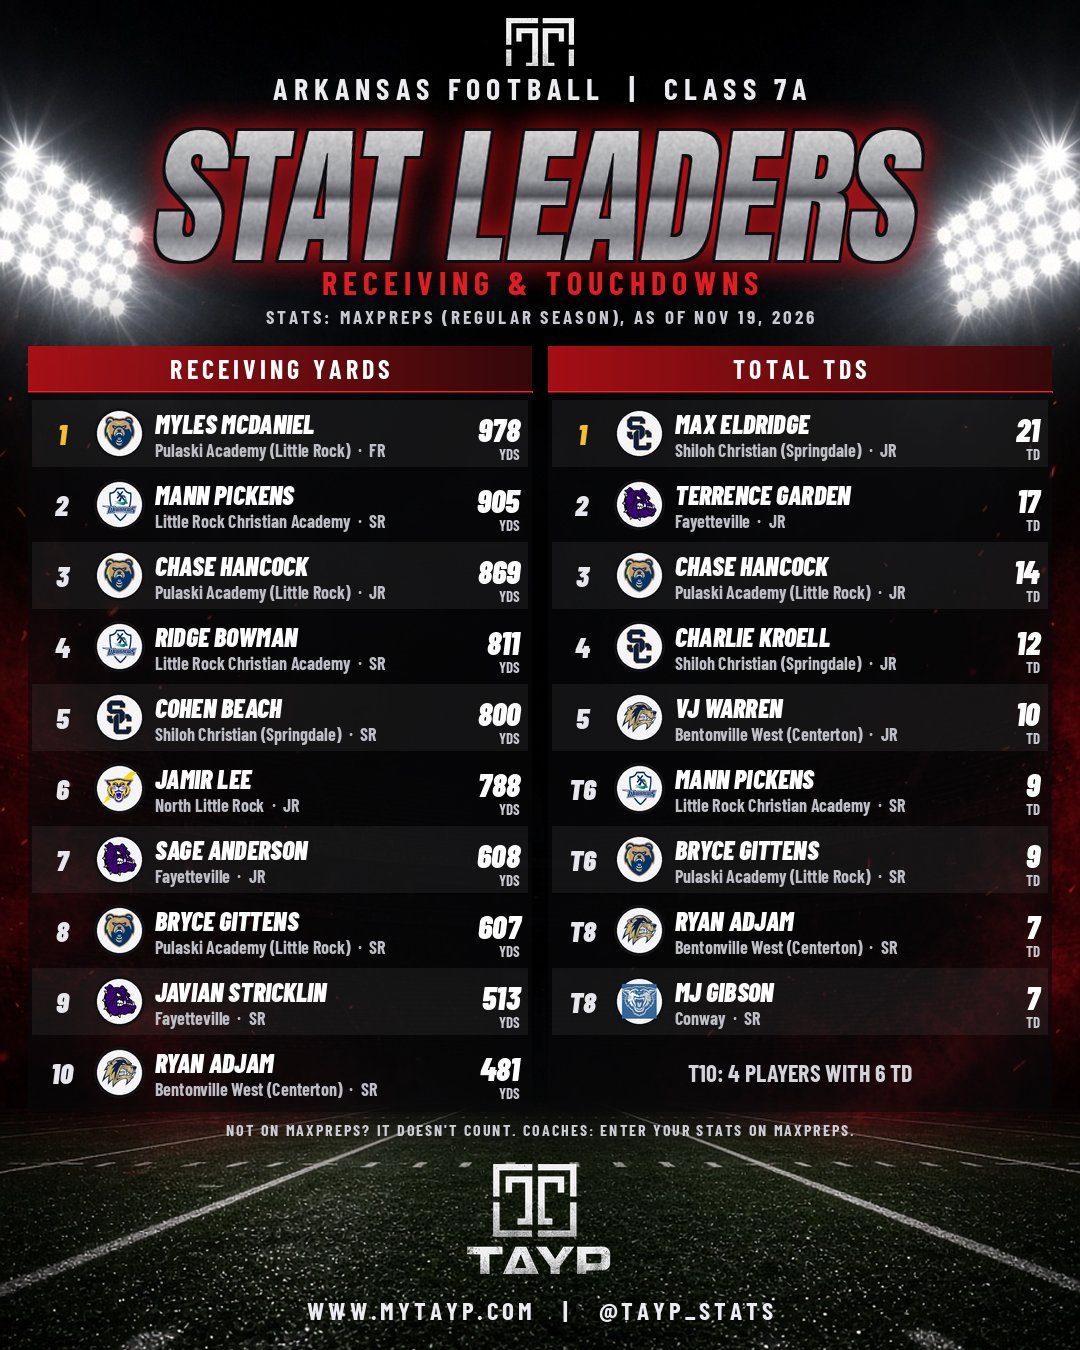 ARKANSAS FOOTBALL | CLASS 7A
STAT LEADERS
RECEIVING & TOUCHDOWNS
STATS: MAXPREPS (REGULAR SEASON), AS OF NOV 19, 2026
RECEIVING YARDS
1 MYLES MCDANIEL 978
Pulaski Academy (Little Rock) · FR YDS
2 MANN PICKENS 905
Little Rock Christian Academy · SR YDS
3 CHASE HANCOCK 869
Pulaski Academy (Little Rock) · JR YDS
4 RIDGE BOWMAN 811
Little Rock Christian Academy · SR YDS
5 COHEN BEACH 800
Shiloh Christian (Springdale) · SR YDS
6 JAMIR LEE 788
North Little Rock · JR YDS
7 SAGE ANDERSON 608
Fayetteville · JR YDS
8 BRYCE GITTENS 607
Pulaski Academy (Little Rock) · SR YDS
9 JAVIAN STRICKLIN 513
Fayetteville · SR YDS
10 RYAN ADJAM 481
Bentonville West (Centerton) · SR YDS
TOTAL TDS
1 SC MAX ELDRIDGE 21
Shiloh Christian (Springdale) · JR TD
2 TERRENCE GARDEN 17
Fayetteville · JR TD
3 CHASE HANCOCK 14
Pulaski Academy (Little Rock) · JR TD
4 SC CHARLIE KROELL 12
Shiloh Christian (Springdale) · JR TD
5 VJ WARREN 10
Bentonville West (Centerton) · JR TD
T6 MANN PICKENS 9
Little Rock Christian Academy · SR TD
T6 BRYCE GITTENS 9
Pulaski Academy (Little Rock) · SR TD
T8 RYAN ADJAM 7
Bentonville West (Centerton) · SR TD
T8 MJ GIBSON 7
Conway · SR TD
T10: 4 PLAYERS WITH 6 TD
NOT ON MAXPREPS? IT DOESN'T COUNT. COACHES: ENTER YOUR STATS ON MAXPREPS.
TAYP
WWW.MYTAYP.COM | @TAYP_STATS